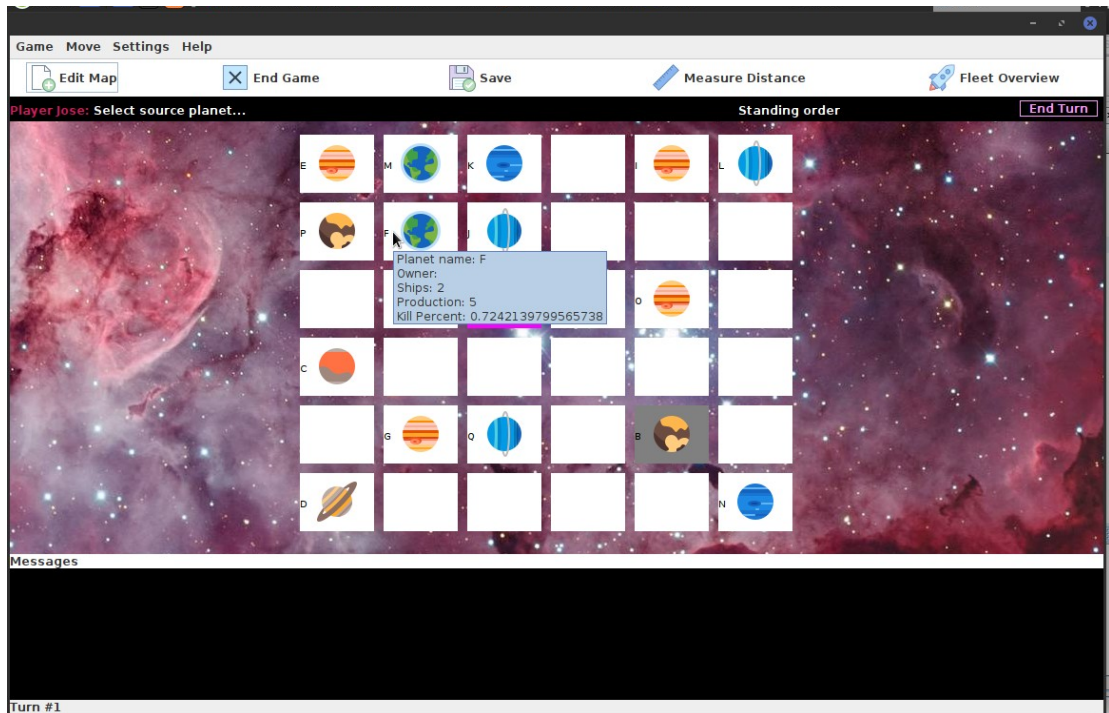 Game Move Settings Help
Edit Map End Game Save Measure Distance Fleet Overview
Player Jose: Select source planet... Standing order End Turn
E M K I L
P F J
Planet name: F
Owner:
Ships: 2
Production: 5
Kill Percent: 0.7242139799565738
O
C
G Q B
D N
Messages
Turn #1